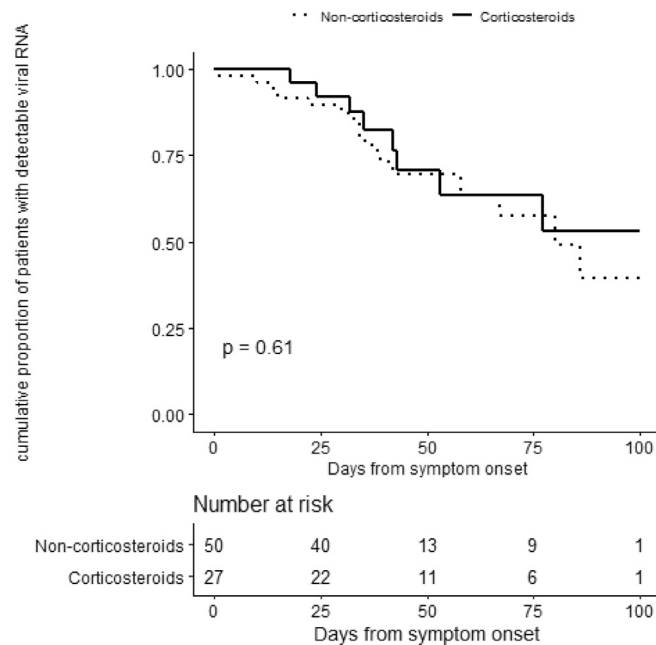 Non-corticosteroids Corticosteroids
cumulative proportion of patients with detectable viral RNA
1.00
0.75
0.50
0.25
0.00
p = 0.61
0 25 50 75 100
Days from symptom onset
Number at risk
Non-corticosteroids 50 40 13 9 1
Corticosteroids 27 22 11 6 1
0 25 50 75 100
Days from symptom onset